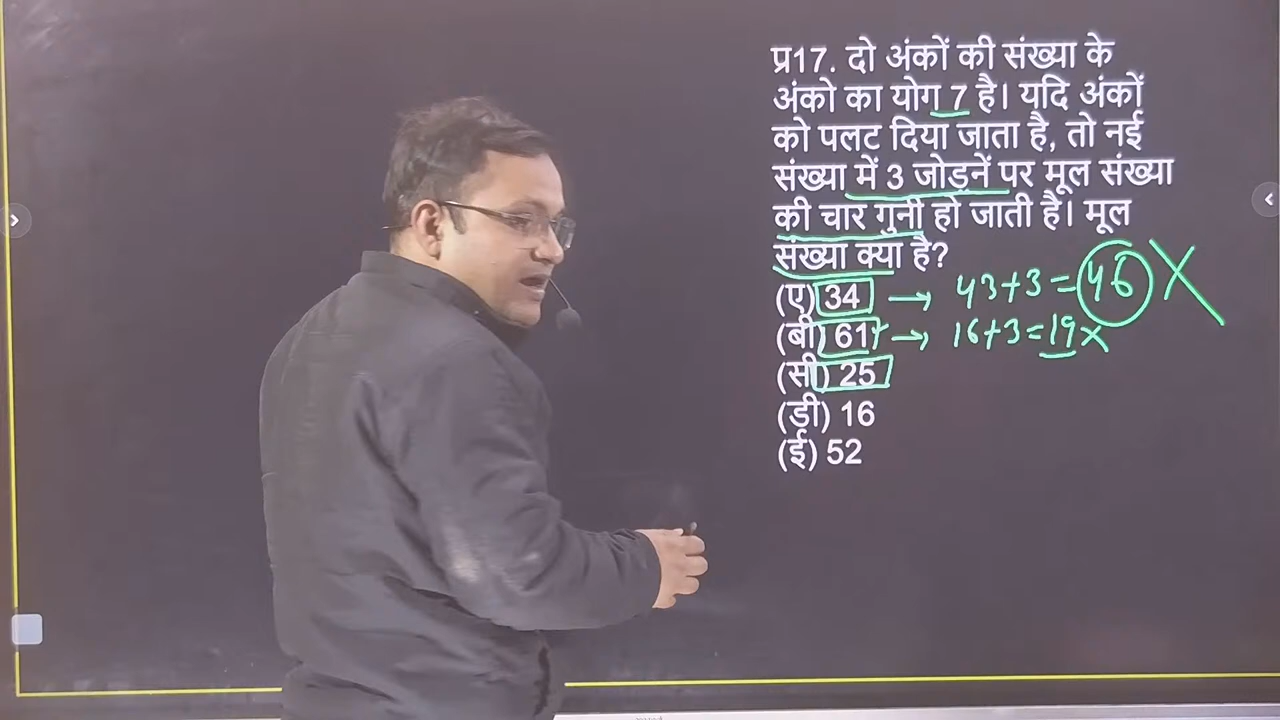 प्र17. दो अंकों की संख्या के
अंको का योग 7 है। यदि अंकों
को पलट दिया जाता है, तो नई
संख्या में 3 जोड़नें पर मूल संख्या
की चार गुनी हो जाती है। मूल
संख्या क्या है?
(ए) 34 → 43+3=46 X
(बी) 61 → 16+3=19 x
(सी) 25
(ड़ी) 16
(ई) 52